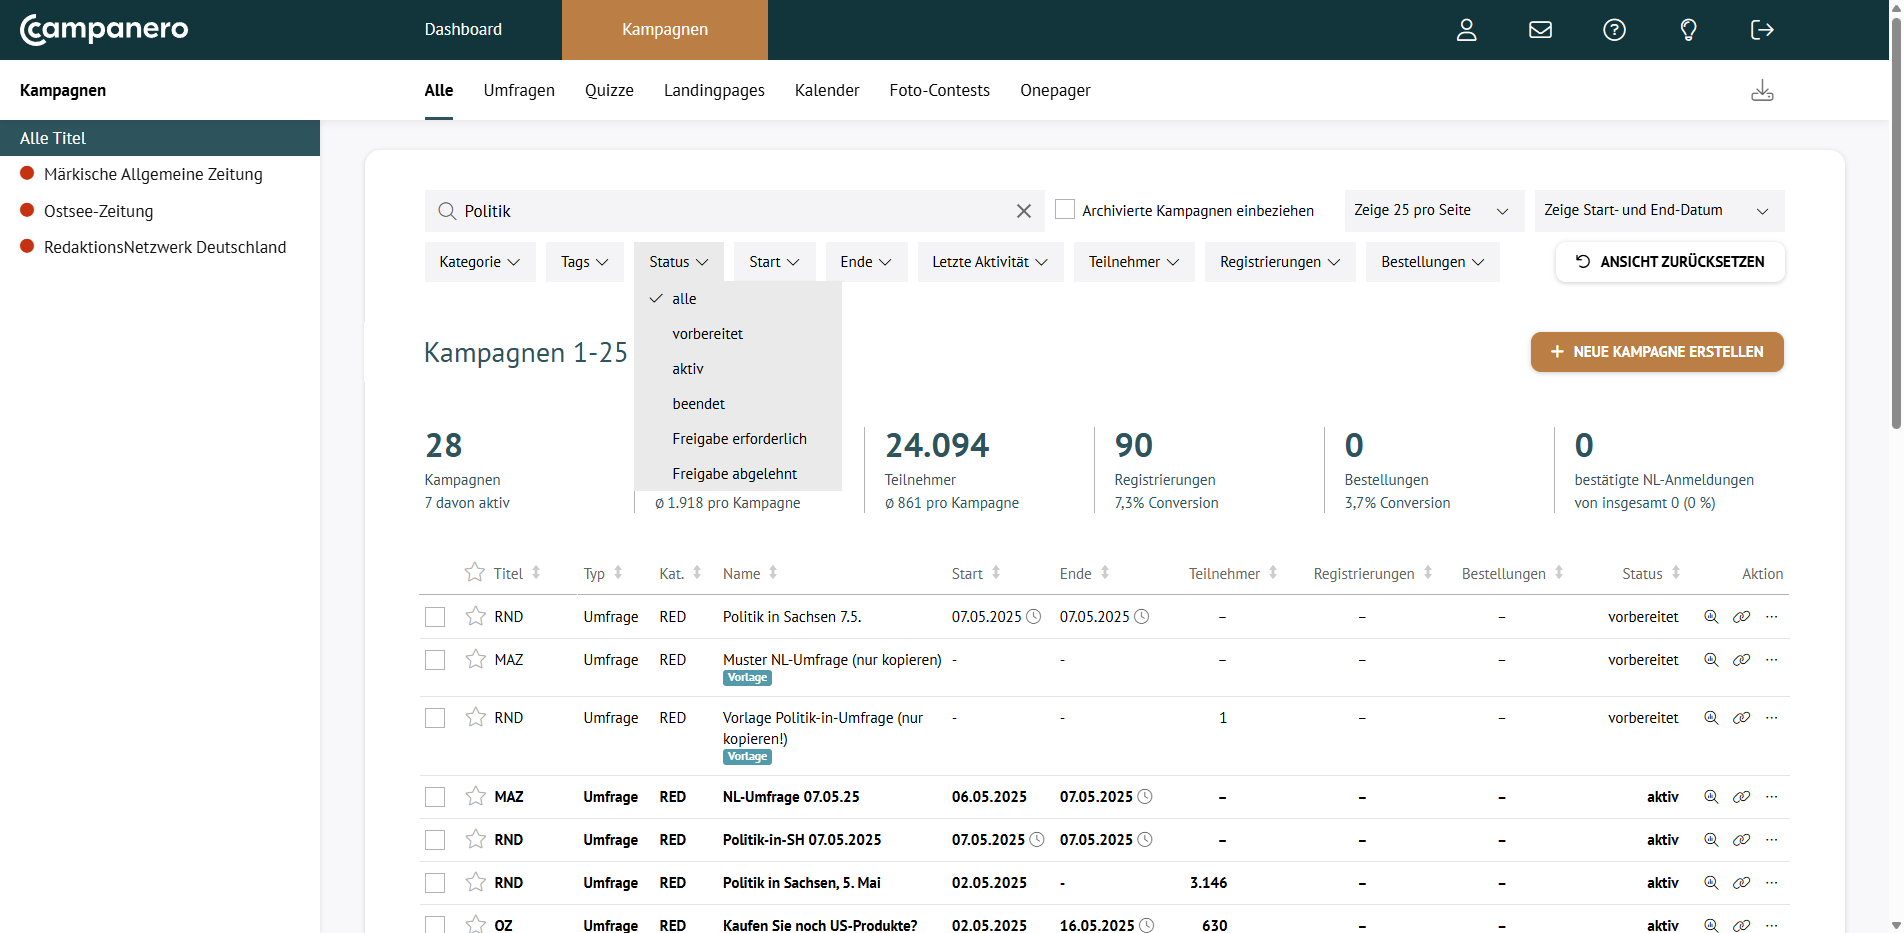 campanero
Dashboard
Kampagnen
Kampagnen
Alle
Umfragen
Quizze
Landingpages
Kalender
Foto-Contests
Onepager
Alle Titel
Märkische Allgemeine Zeitung
Ostsee-Zeitung
RedaktionsNetzwerk Deutschland
Politik
Archivierte Kampagnen einbeziehen
Zeige 25 pro Seite
Zeige Start- und End-Datum
Kategorie
Tags
Status
Start
Ende
Letzte Aktivität
Teilnehmer
Registrierungen
Bestellungen
ANSICHT ZURÜCKSETZEN
alle
vorbereitet
aktiv
beendet
Freigabe erforderlich
Freigabe abgelehnt
Kampagnen 1-25
+ NEUE KAMPAGNE ERSTELLEN
28
Kampagnen
7 davon aktiv
ø 1.918 pro Kampagne
24.094
Teilnehmer
ø 861 pro Kampagne
90
Registrierungen
7,3% Conversion
0
Bestellungen
3,7% Conversion
0
bestätigte NL-Anmeldungen
von insgesamt 0 (0 %)
Titel Typ Kat. Name Start Ende Teilnehmer Registrierungen Bestellungen Status Aktion
RND Umfrage RED Politik in Sachsen 7.5. 07.05.2025 07.05.2025 – – – vorbereitet ...
MAZ Umfrage RED Muster NL-Umfrage (nur kopieren) - - – – – vorbereitet ...
Vorlage
RND Umfrage RED Vorlage Politik-in-Umfrage (nur - - 1 – – vorbereitet ...
kopieren!)
Vorlage
MAZ Umfrage RED NL-Umfrage 07.05.25 06.05.2025 07.05.2025 – – – aktiv ...
RND Umfrage RED Politik-in-SH 07.05.2025 07.05.2025 07.05.2025 – – – aktiv ...
RND Umfrage RED Politik in Sachsen, 5. Mai 02.05.2025 - 3.146 – – aktiv ...
OZ Umfrage RED Kaufen Sie noch US-Produkte? 02.05.2025 16.05.2025 630 – – aktiv ...